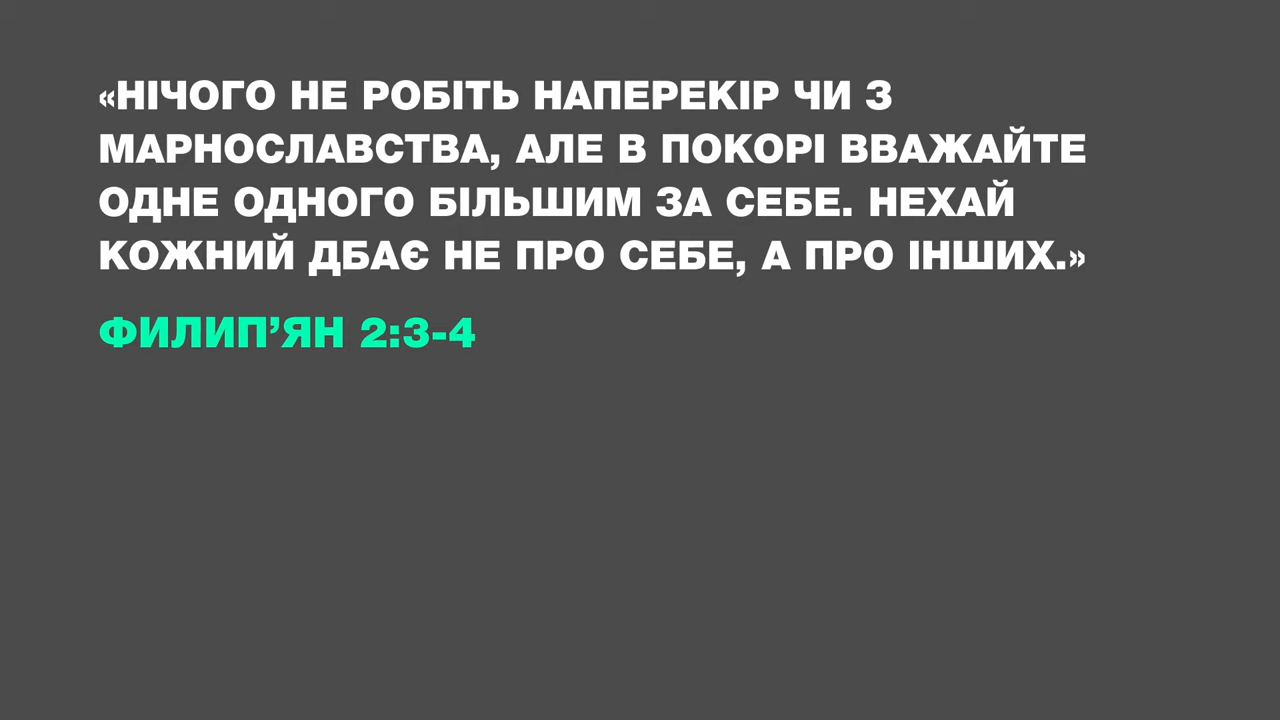 «НІЧОГО НЕ РОБІТЬ НАПЕРЕКІР ЧИ З
МАРНОСЛАВСТВА, АЛЕ В ПОКОРІ ВВАЖАЙТЕ
ОДНЕ ОДНОГО БІЛЬШИМ ЗА СЕБЕ. НЕХАЙ
КОЖНИЙ ДБАЄ НЕ ПРО СЕБЕ, А ПРО ІНШИХ.»
ФИЛИП’ЯН 2:3-4